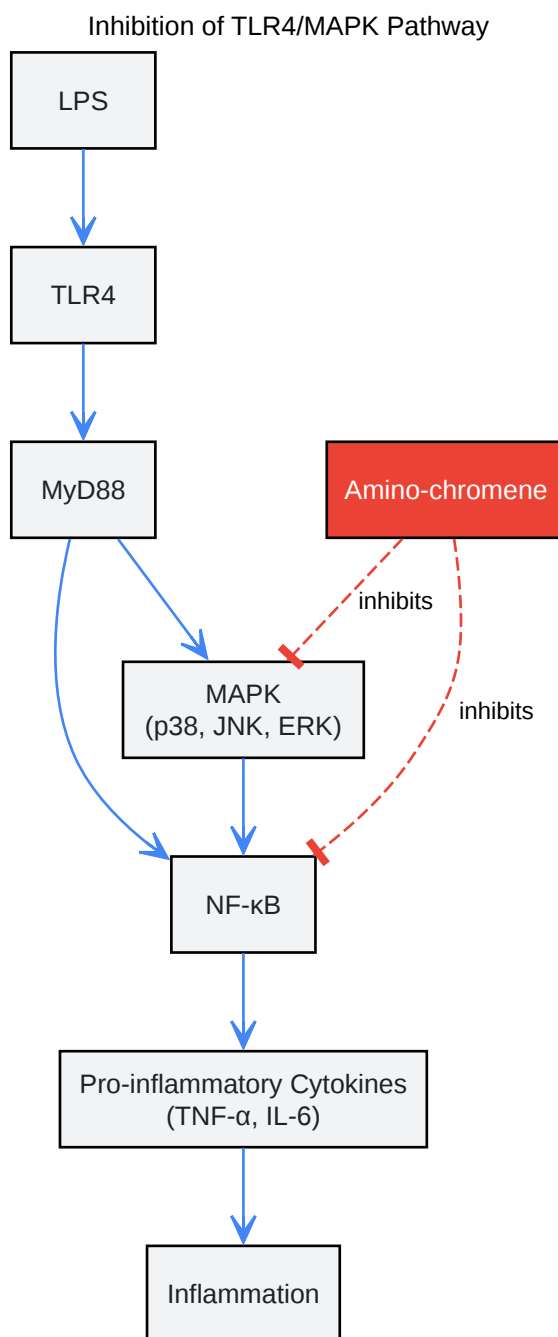 Inhibition of TLR4/MAPK Pathway
LPS
TLR4
MyD88
Amino-chromene
inhibits
MAPK
(p38, JNK, ERK)
inhibits
NF-κB
Pro-inflammatory Cytokines
(TNF-α, IL-6)
Inflammation